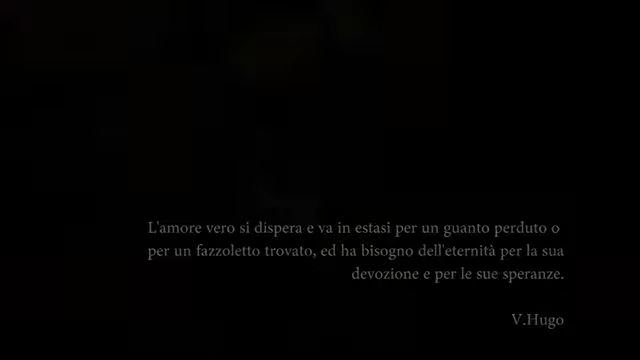 L'amore vero si dispera e va in estasi per un guanto perduto o
per un fazzoletto trovato, ed ha bisogno dell'eternità per la sua
devozione e per le sue speranze.
V.Hugo